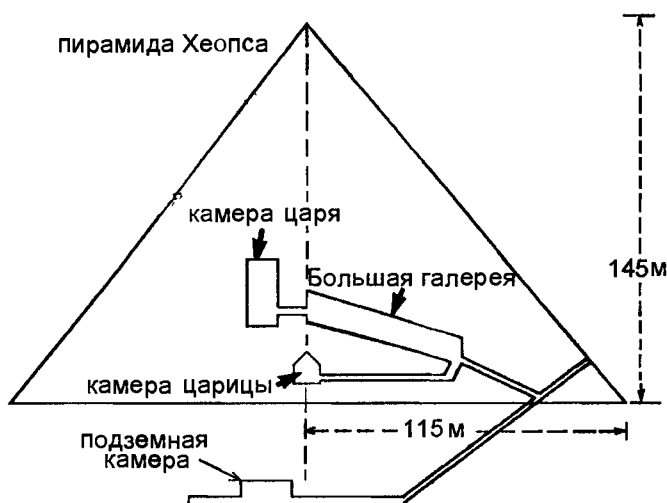 пирамида Хеопса
камера царя
Большая галерея
145м
камера царицы
115м
подземная
камера